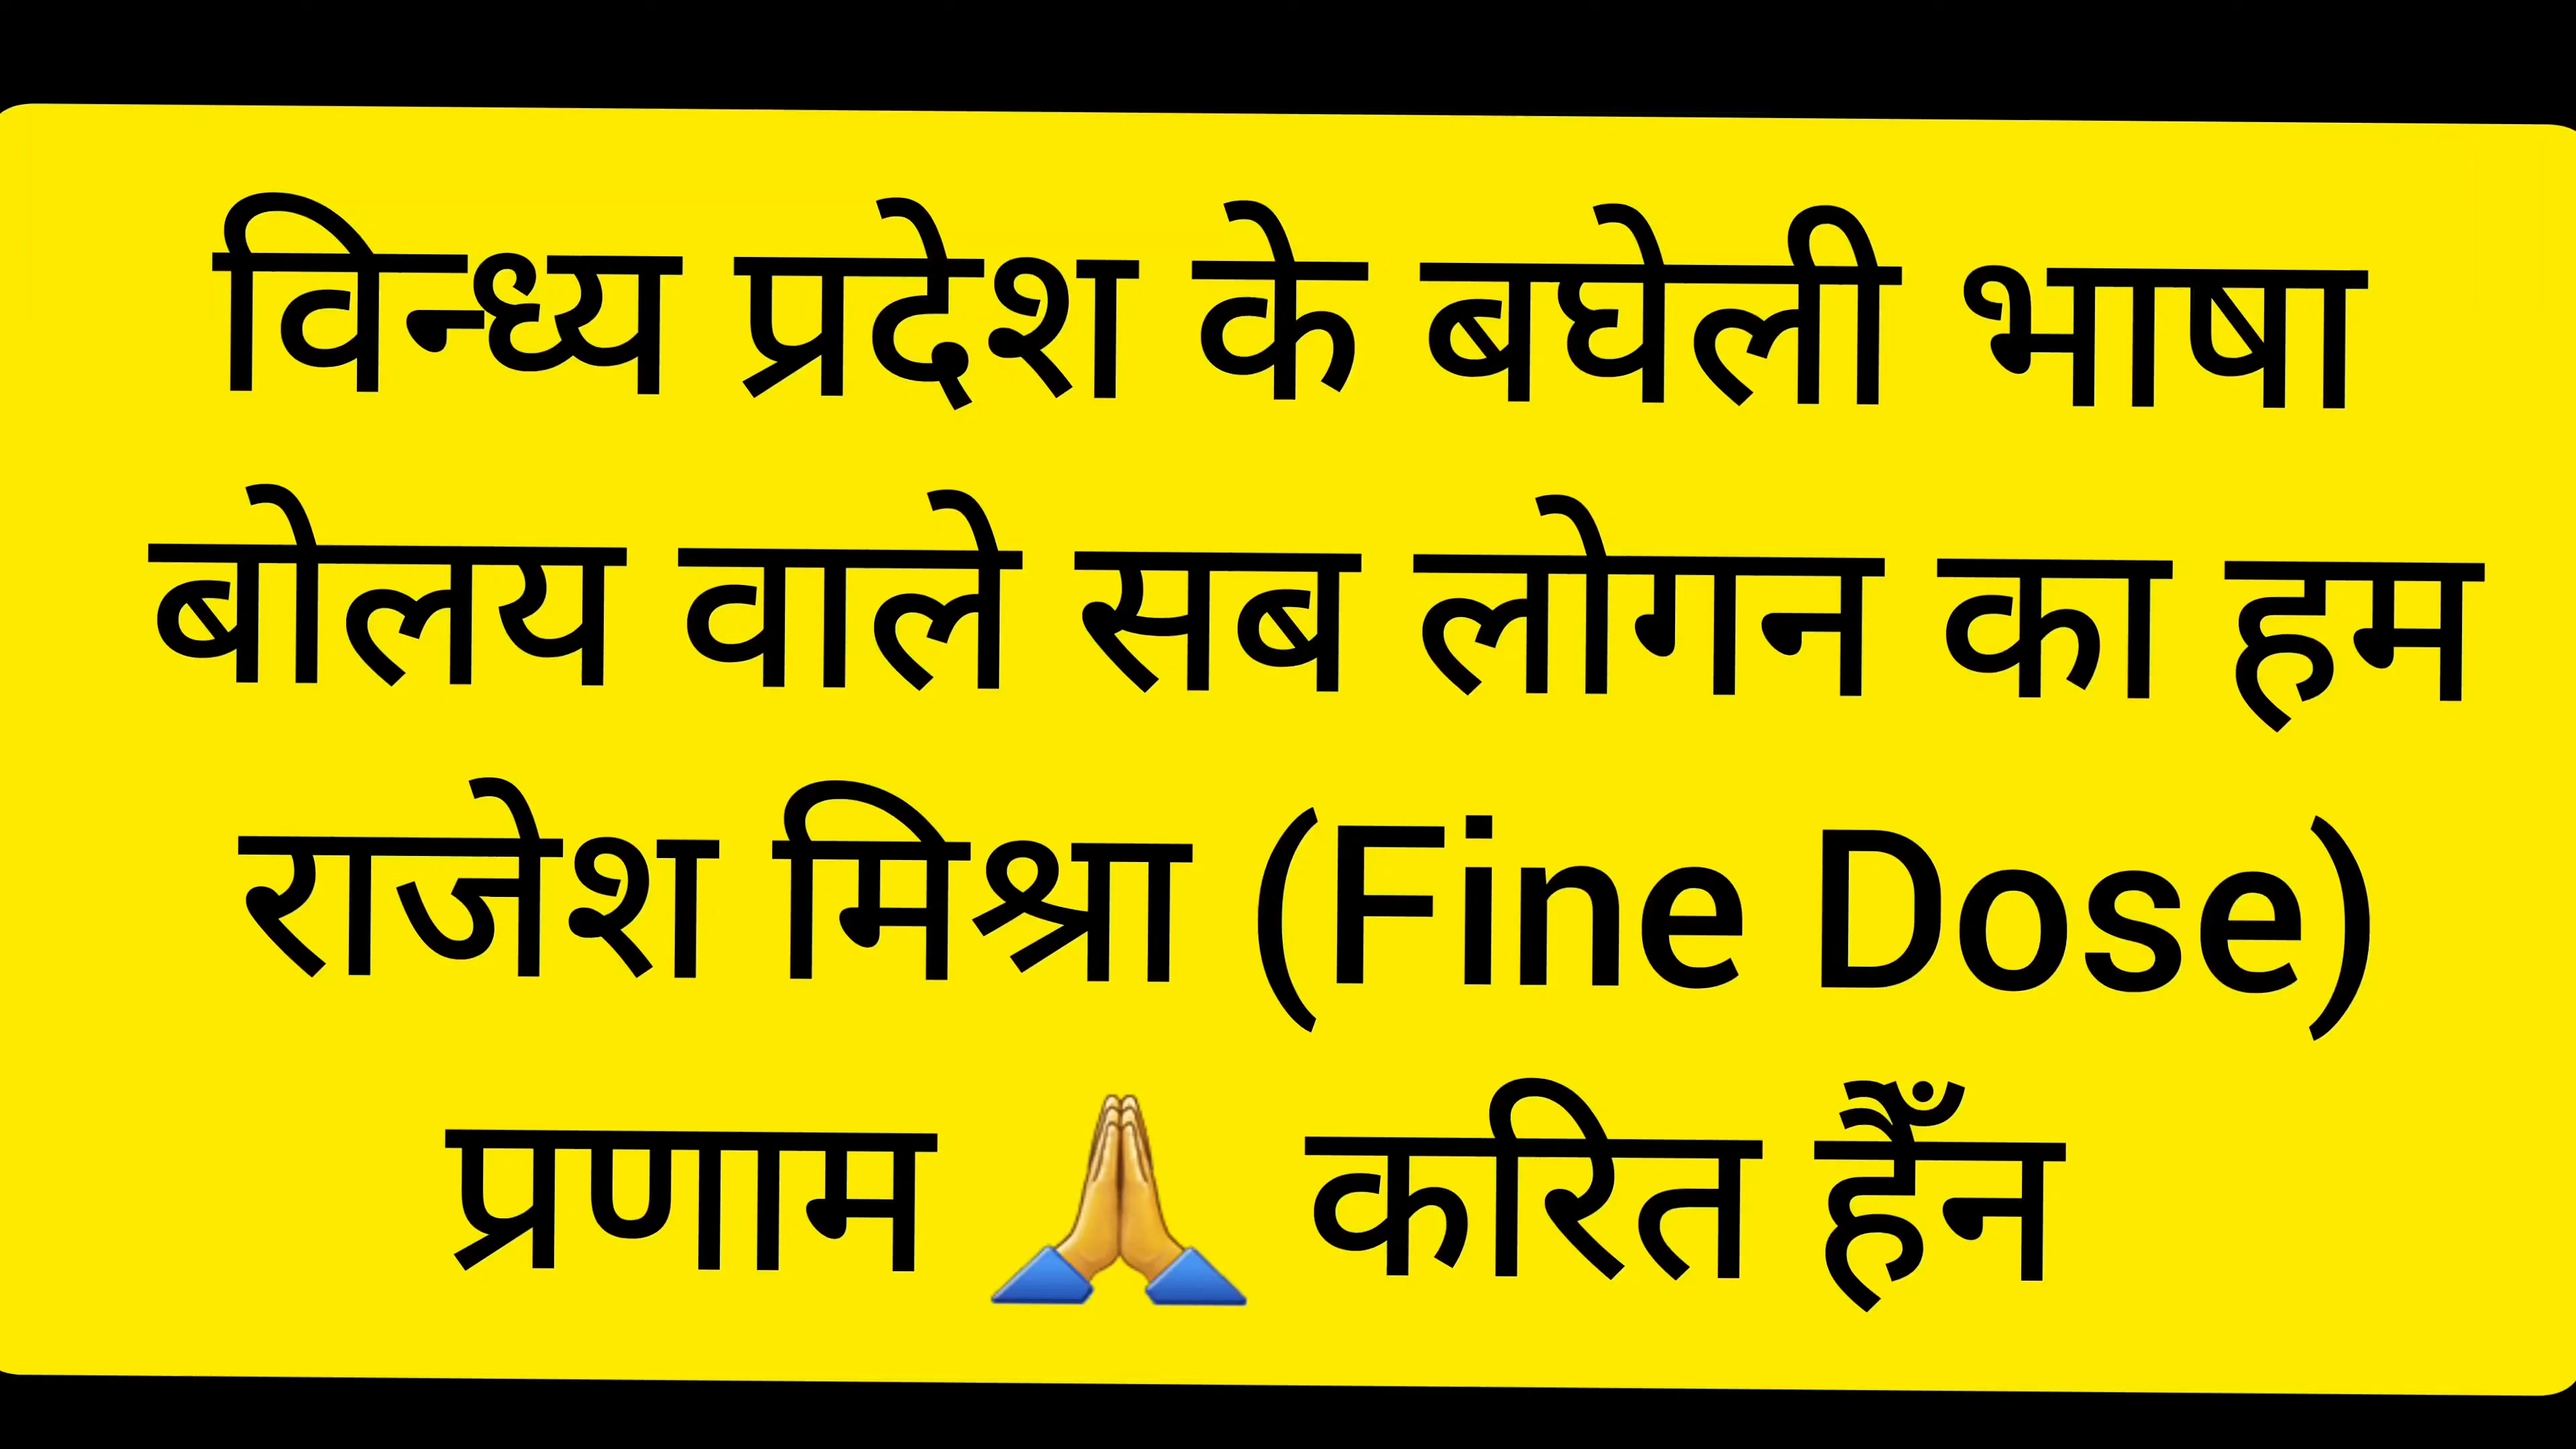 विन्ध्य प्रदेश के बघेली भाषा
बोलय वाले सब लोगन का हम
राजेश मिश्रा (Fine Dose)
प्रणाम 🙏 करित हैँन